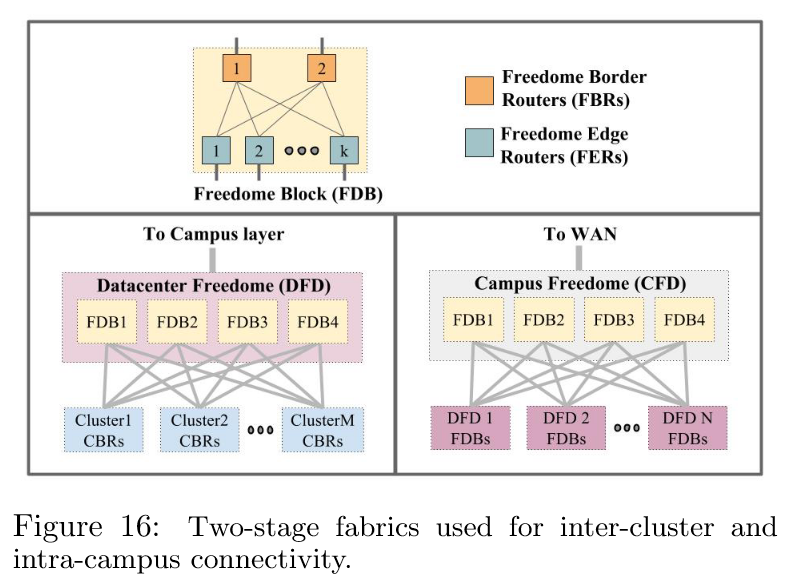 1 2
1 2 k
Freedome Block (FDB)
Freedome Border
Routers (FBRs)
Freedome Edge
Routers (FERs)
To Campus layer
Datacenter Freedome (DFD)
FDB1 FDB2 FDB3 FDB4
Cluster1 Cluster2 ClusterM
CBRs CBRs CBRs
To WAN
Campus Freedome (CFD)
FDB1 FDB2 FDB3 FDB4
DFD 1 DFD 2 DFD N
FDBs FDBs FDBs
Figure 16: Two-stage fabrics used for inter-cluster and
intra-campus connectivity.